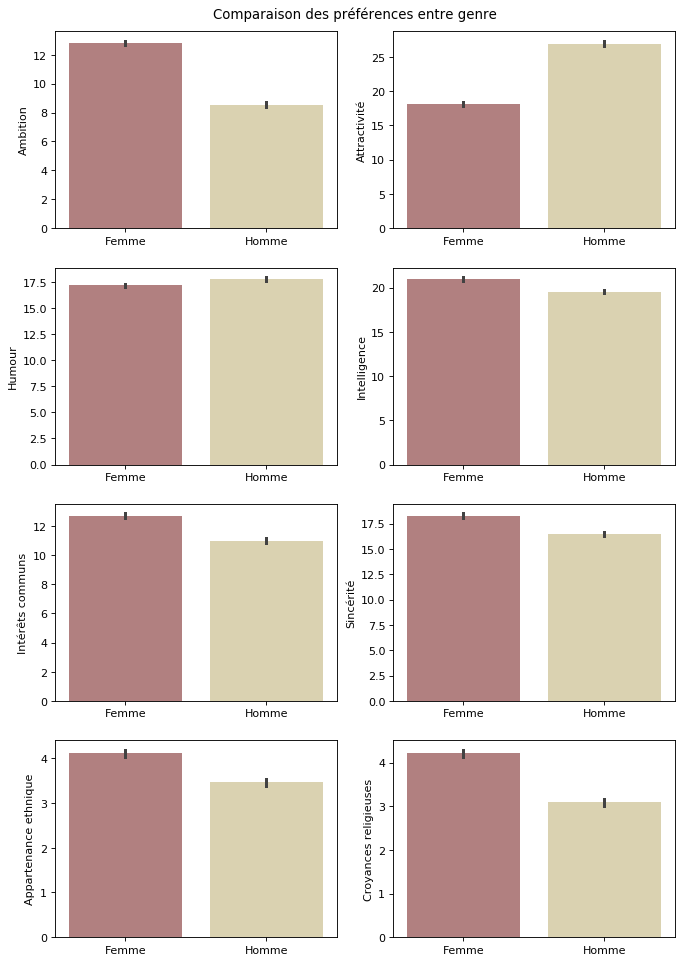 Comparaison des préférences entre genre
12
10
8
6
4
2
0
Ambition
Femme
Homme
25
20
15
10
5
0
Attractivité
Femme
Homme
17.5
15.0
12.5
10.0
7.5
5.0
2.5
0.0
Humour
Femme
Homme
20
15
10
5
0
Intelligence
Femme
Homme
12
10
8
6
4
2
0
Intérêts communs
Femme
Homme
17.5
15.0
12.5
10.0
7.5
5.0
2.5
0.0
Sincérité
Femme
Homme
4
3
2
1
0
Appartenance ethnique
Femme
Homme
4
3
2
1
0
Croyances religieuses
Femme
Homme